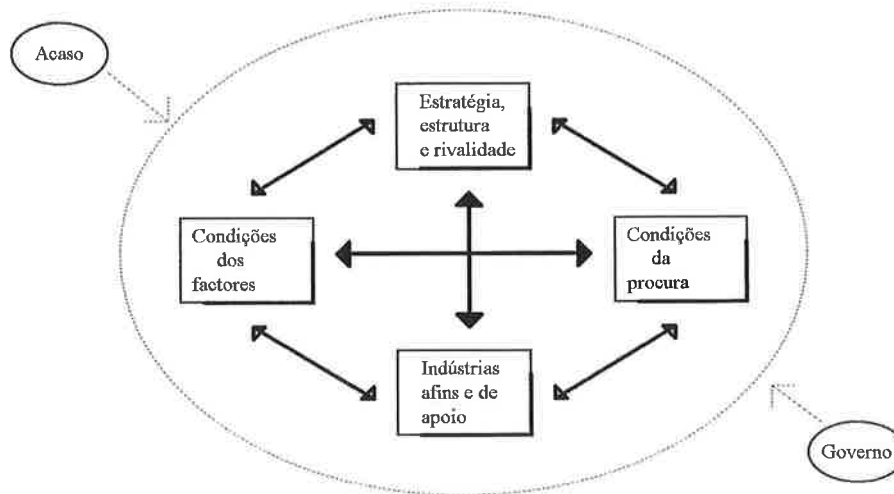 Acaso
Estratégia,
estrutura
e rivalidade
Condições
dos
factores
Condições
da
procura
Indústrias
afins e de
apoio
Governo